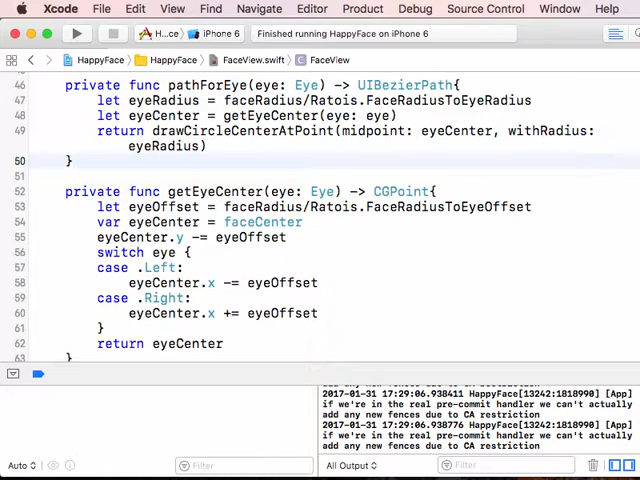 Xcode File Edit View Find Navigate Editor Product Debug Source Control Window Help
H...ce iPhone 6 Finished running HappyFace on iPhone 6
HappyFace HappyFace FaceView.swift FaceView
46 private func pathForEye(eye: Eye) -> UIBezierPath{
47 let eyeRadius = faceRadius/Ratois.FaceRadiusToEyeRadius
48 let eyeCenter = getEyeCenter(eye: eye)
49 return drawCircleCenterAtPoint(midpoint: eyeCenter, withRadius:
eyeRadius)
50 }
51
52 private func getEyeCenter(eye: Eye) -> CGPoint{
53 let eyeOffset = faceRadius/Ratois.FaceRadiusToEyeOffset
54 var eyeCenter = faceCenter
55 eyeCenter.y -= eyeOffset
56 switch eye {
57 case .Left:
58 eyeCenter.x -= eyeOffset
59 case .Right:
60 eyeCenter.x += eyeOffset
61 }
62 return eyeCenter
63 }
add any new fences due to CA restriction
2017-01-31 17:29:06.938411 HappyFace[13242:1818990] [App]
if we're in the real pre-commit handler we can't actually
add any new fences due to CA restriction
2017-01-31 17:29:06.938776 HappyFace[13242:1818990] [App]
if we're in the real pre-commit handler we can't actually
add any new fences due to CA restriction
Auto Filter All Output Filter